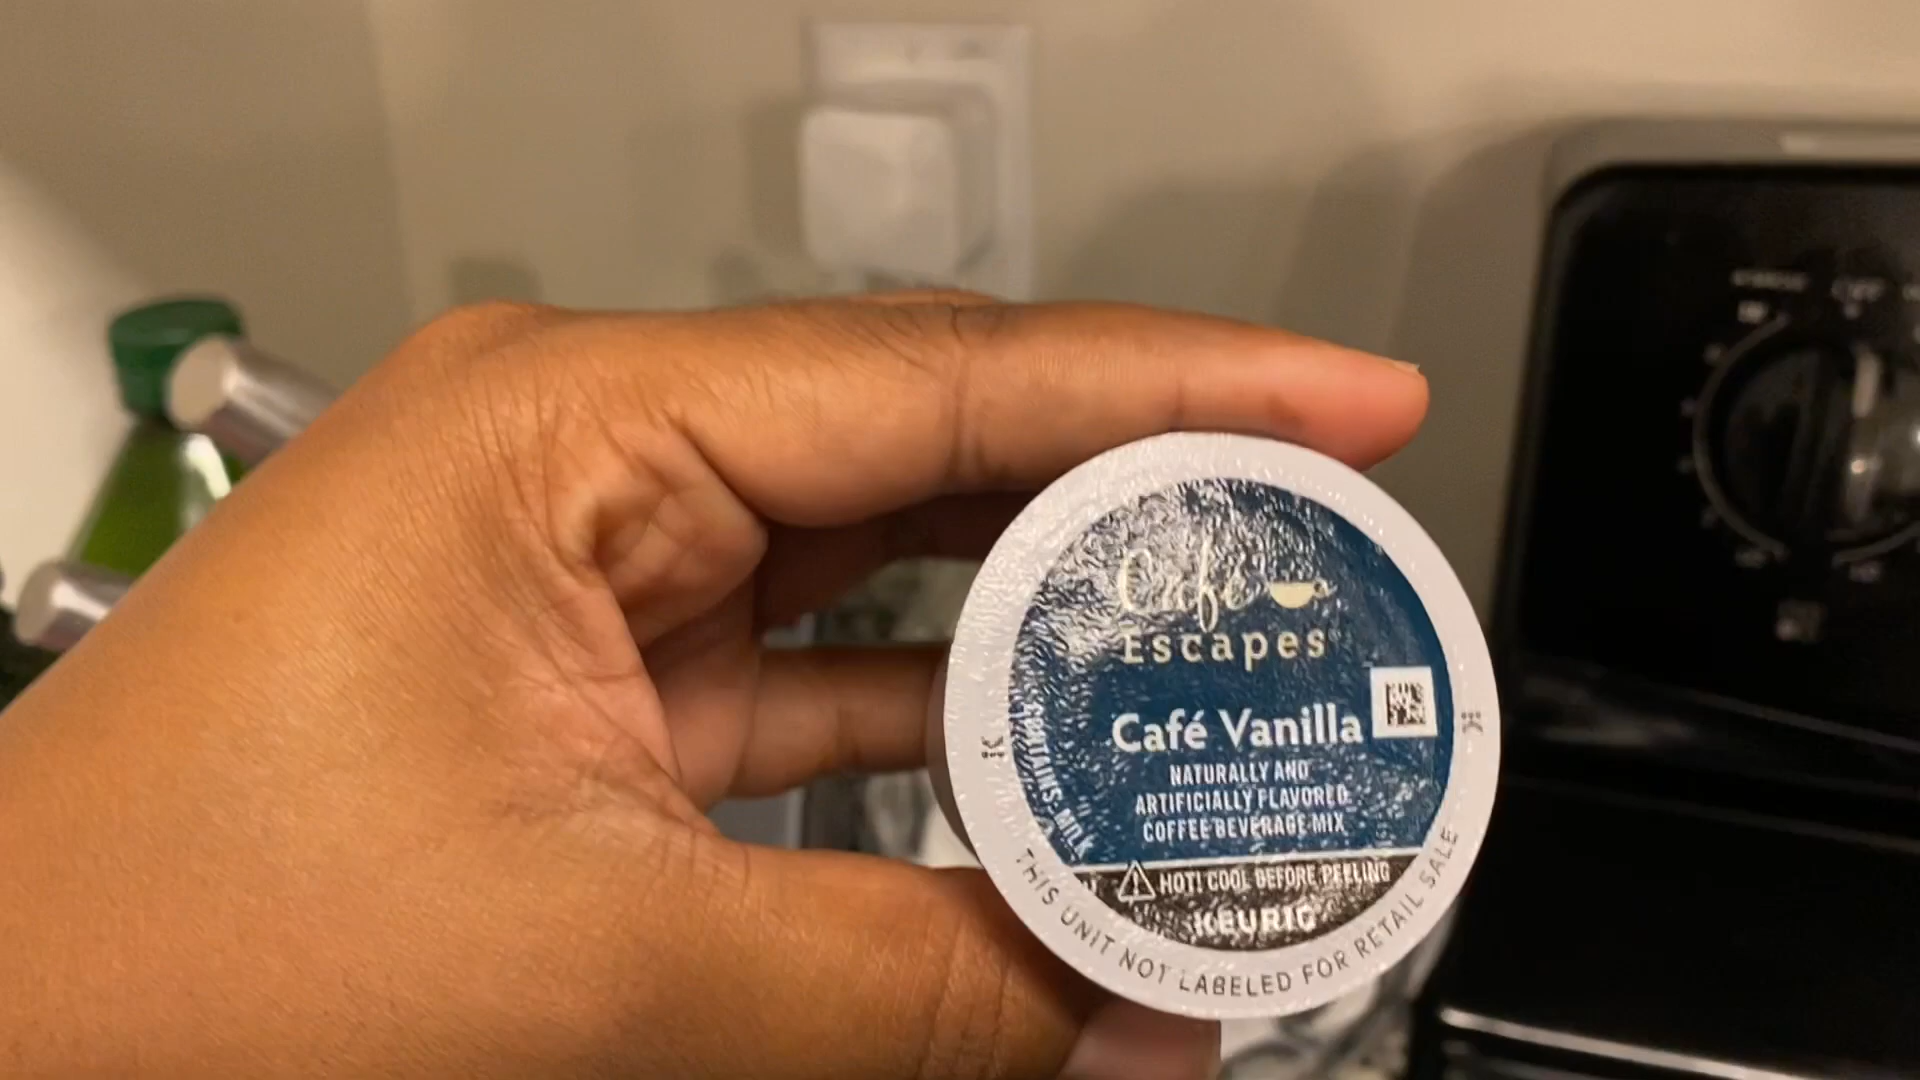 Café
Escapes
Café Vanilla
NATURALLY AND
ARTIFICIALLY FLAVORED
COFFEE BEVERAGE MIX
CONTAINS: MILK
HOT! COOL BEFORE PEELING
KEURIG
THIS UNIT NOT LABELED FOR RETAIL SALE
OFF